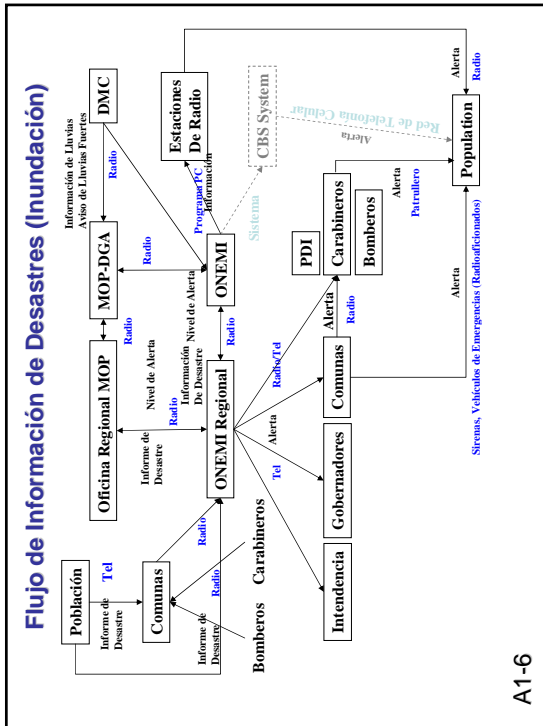 Flujo de Información de Desastres (Inundación)
Población
Tel
Informe de
Desastre
Comunas
Radio
Informe de
Desastre
Radio
Bomberos
Carabineros
Oficina Regional MOP
Radio
MOP-DGA
Información de Lluvias
Aviso de Lluvias Fuertes
Radio
DMC
Informe de
Desastre
Radio
Nivel de Alerta
Radio
ONEMI Regional
Información
De Desastre
Radio
Nivel de Alerta
ONEMI
Programa/PC
Información
Estaciones
De Radio
Sistema
CBS System
Alerta
Red de Telefonía Celular
Alerta
Radio
Tel
Alerta
Radio/Tel
Intendencia
Gobernadores
Comunas
Alerta
Radio
PDI
Carabineros
Bomberos
Alerta
Patrullero
Population
Alerta
Sirenas, Vehículos de Emergencias (Radioaficionados)
A1-6